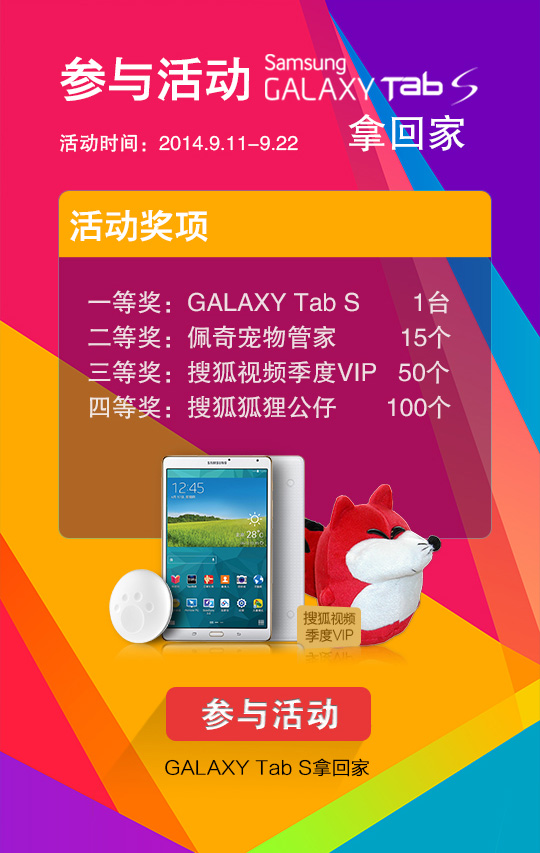 参与活动 Samsung GALAXY Tab S
拿回家
活动时间：2014.9.11-9.22
活动奖项
一等奖：GALAXY Tab S 1台
二等奖：佩奇宠物管家 15个
三等奖：搜狐视频季度VIP 50个
四等奖：搜狐狐狸公仔 100个
12:45
28°
搜狐视频
季度VIP
参与活动
GALAXY Tab S拿回家